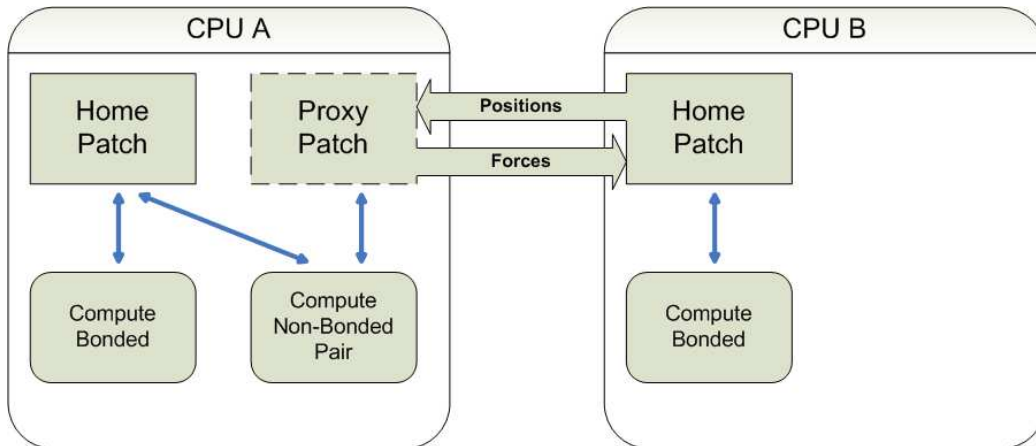 CPU A
CPU B
Home
Patch
Proxy
Patch
Positions
Forces
Home
Patch
Compute
Bonded
Compute
Non-Bonded
Pair
Compute
Bonded